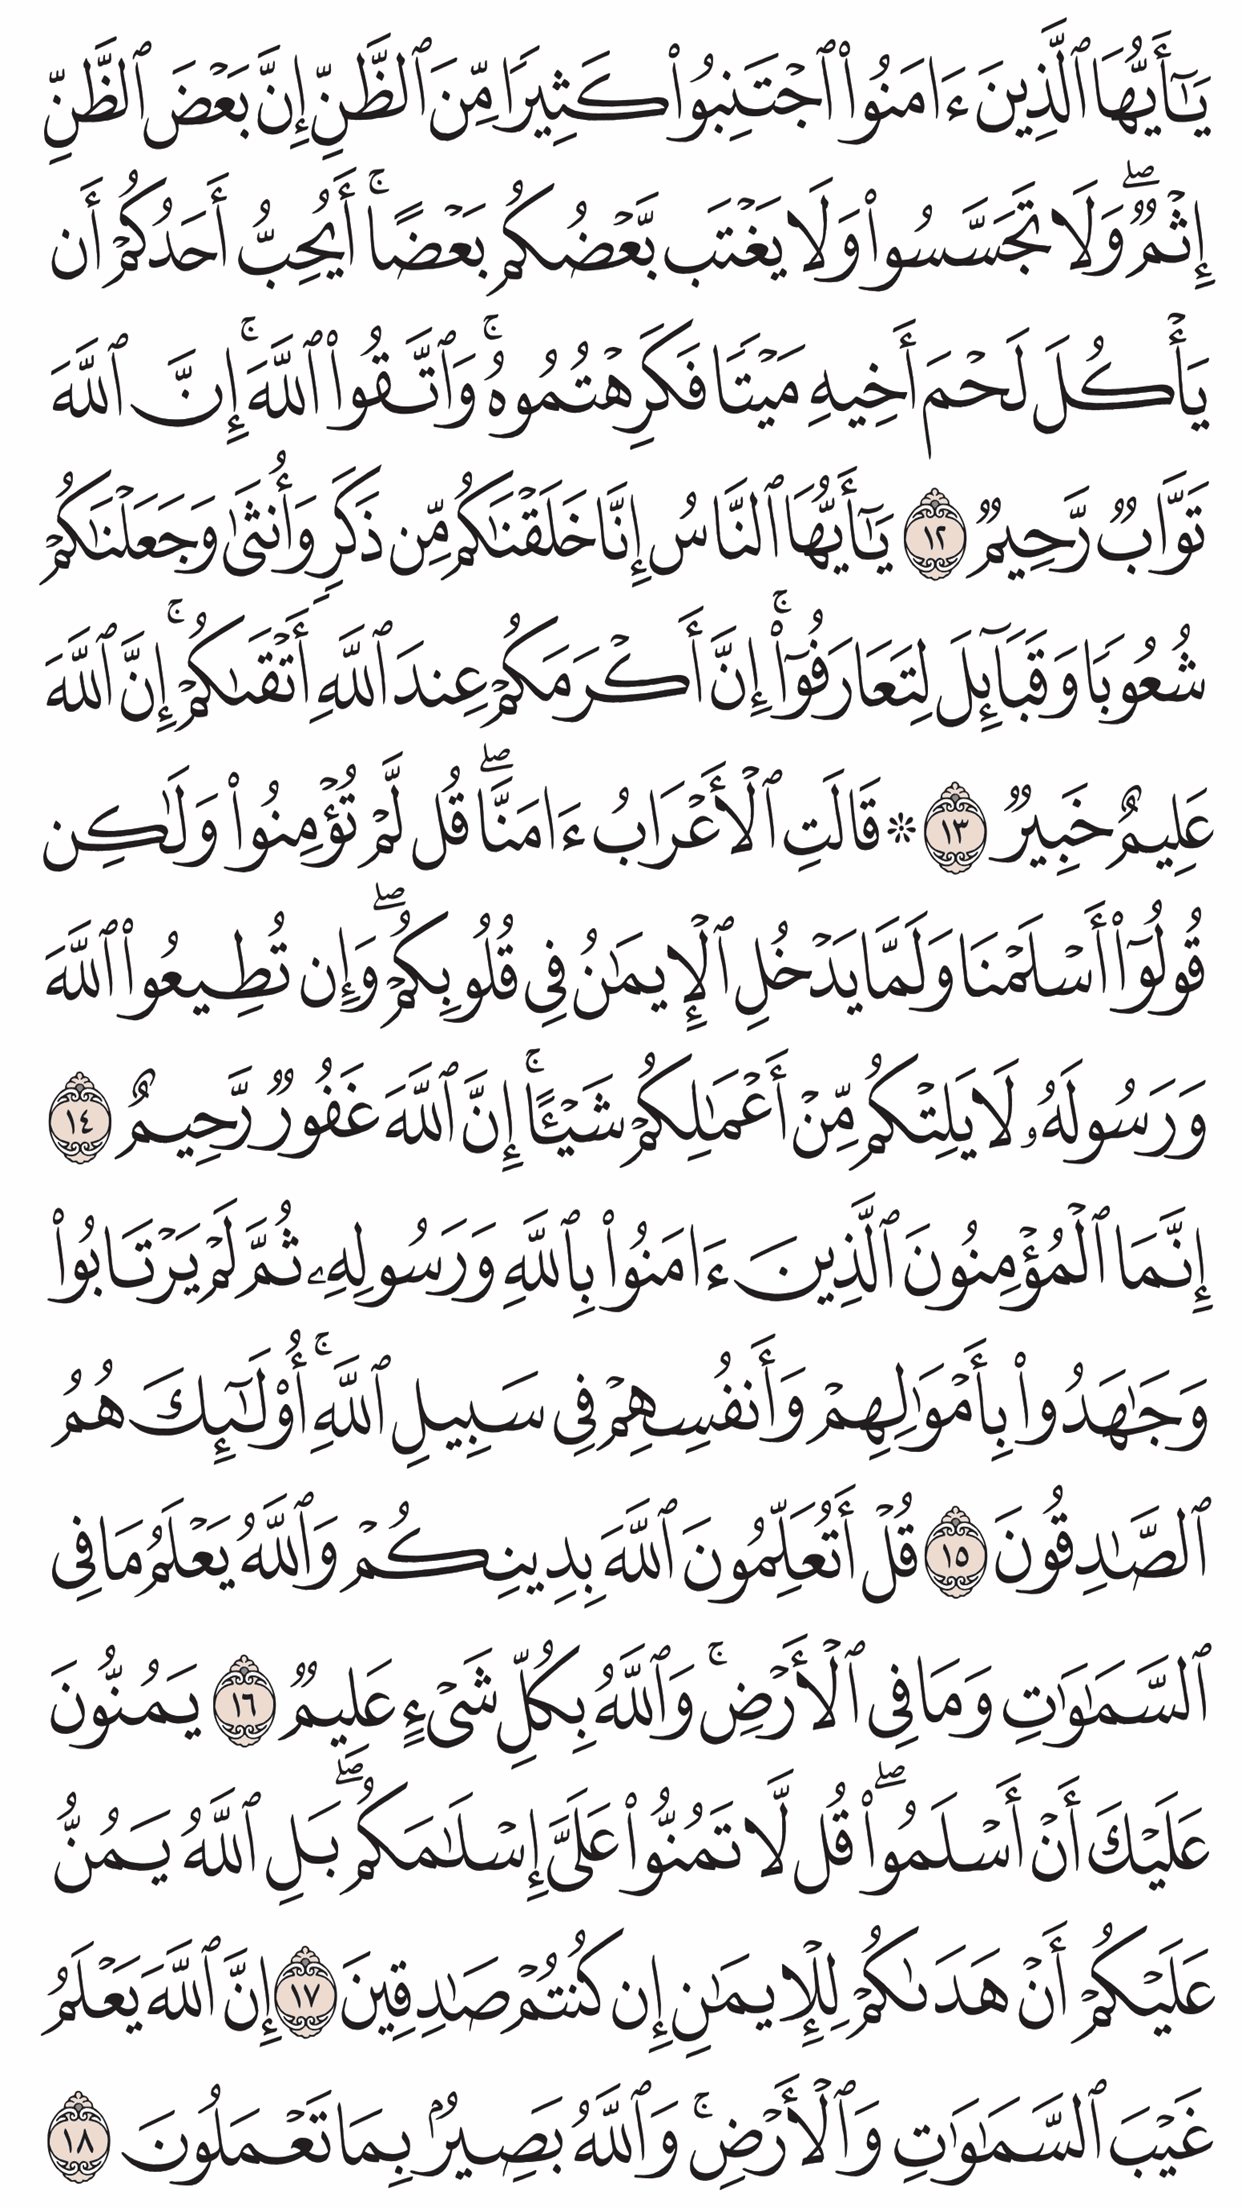 يَٰٓأَيُّهَا ٱلَّذِينَ ءَامَنُوا۟ ٱجْتَنِبُوا۟ كَثِيرًا مِّنَ ٱلظَّنِّ إِنَّ بَعْضَ ٱلظَّنِّ
إِثْمٌ ۖ وَلَا تَجَسَّسُوا۟ وَلَا يَغْتَب بَّعْضُكُم بَعْضًا ۚ أَيُحِبُّ أَحَدُكُمْ أَن
يَأْكُلَ لَحْمَ أَخِيهِ مَيْتًا فَكَرِهْتُمُوهُ ۚ وَٱتَّقُوا۟ ٱللَّهَ ۚ إِنَّ ٱللَّهَ
تَوَّابٌ رَّحِيمٌ ١٢ يَٰٓأَيُّهَا ٱلنَّاسُ إِنَّا خَلَقْنَٰكُم مِّن ذَكَرٍ وَأُنثَىٰ وَجَعَلْنَٰكُمْ
شُعُوبًا وَقَبَآئِلَ لِتَعَارَفُوٓا۟ ۚ إِنَّ أَكْرَمَكُمْ عِندَ ٱللَّهِ أَتْقَىٰكُمْ ۚ إِنَّ ٱللَّهَ
عَلِيمٌ خَبِيرٌ ١٣ ۞ قَالَتِ ٱلْأَعْرَابُ ءَامَنَّا ۖ قُل لَّمْ تُؤْمِنُوا۟ وَلَٰكِن
قُولُوٓا۟ أَسْلَمْنَا وَلَمَّا يَدْخُلِ ٱلْإِيمَٰنُ فِى قُلُوبِكُمْ ۖ وَإِن تُطِيعُوا۟ ٱللَّهَ
وَرَسُولَهُۥ لَا يَلِتْكُم مِّنْ أَعْمَٰلِكُمْ شَيْـًٔا ۚ إِنَّ ٱللَّهَ غَفُورٌ رَّحِيمٌ ١٤
إِنَّمَا ٱلْمُؤْمِنُونَ ٱلَّذِينَ ءَامَنُوا۟ بِٱللَّهِ وَرَسُولِهِۦ ثُمَّ لَمْ يَرْتَابُوا۟
وَجَٰهَدُوا۟ بِأَمْوَٰلِهِمْ وَأَنفُسِهِمْ فِى سَبِيلِ ٱللَّهِ ۚ أُو۟لَٰٓئِكَ هُمُ
ٱلصَّٰدِقُونَ ١٥ قُلْ أَتُعَلِّمُونَ ٱللَّهَ بِدِينِكُمْ وَٱللَّهُ يَعْلَمُ مَا فِى
ٱلسَّمَٰوَٰتِ وَمَا فِى ٱلْأَرْضِ ۚ وَٱللَّهُ بِكُلِّ شَىْءٍ عَلِيمٌ ١٦ يَمُنُّونَ
عَلَيْكَ أَنْ أَسْلَمُوا۟ ۖ قُل لَّا تَمُنُّوا۟ عَلَىَّ إِسْلَٰمَكُم ۖ بَلِ ٱللَّهُ يَمُنُّ
عَلَيْكُمْ أَنْ هَدَىٰكُمْ لِلْإِيمَٰنِ إِن كُنتُمْ صَٰدِقِينَ ١٧ إِنَّ ٱللَّهَ يَعْلَمُ
غَيْبَ ٱلسَّمَٰوَٰتِ وَٱلْأَرْضِ ۚ وَٱللَّهُ بَصِيرٌۢ بِمَا تَعْمَلُونَ ١٨